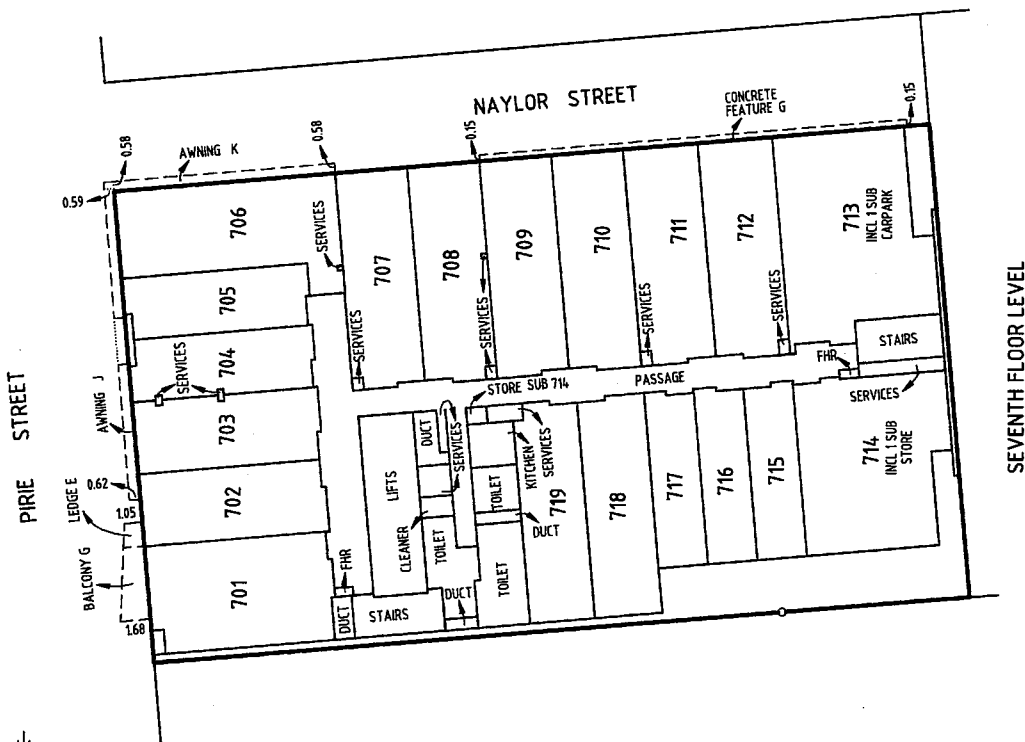 NAYLOR STREET
CONCRETE
FEATURE G
0.15
0.15
0.58
0.58
AWNING K
0.59
706
SERVICES
705
704
SERVICES
703
702
701
707
708
709
710
711
712
713
INCL 1 SUB
CARPARK
SERVICES
SERVICES
SERVICES
SERVICES
STAIRS
FHR
SERVICES
PASSAGE
STORE SUB 714
714
INCL 1 SUB
STORE
715
716
717
718
719
KITCHEN
SERVICES
SERVICES
DUCT
LIFTS
CLEANER
TOILET
TOILET
TOILET
DUCT
DUCT
STAIRS
DUCT
FHR
PIRIE STREET
AWNING J
0.62
LEDGE E
1.05
BALCONY G
1.68
SEVENTH FLOOR LEVEL